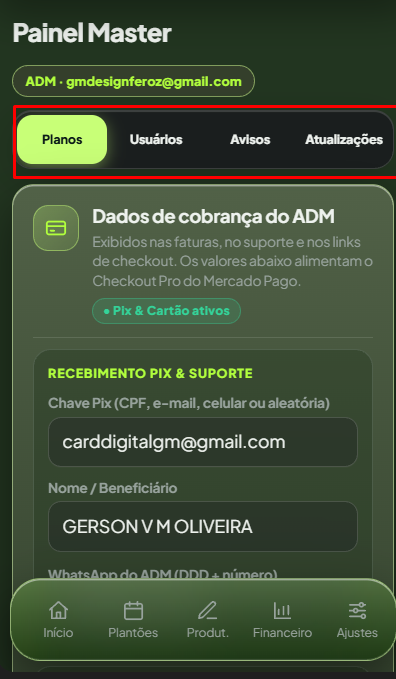 Painel Master
ADM · gmdesignferoz@gmail.com
Planos Usuários Avisos Atualizações
Dados de cobrança do ADM
Exibidos nas faturas, no suporte e nos links
de checkout. Os valores abaixo alimentam o
Checkout Pro do Mercado Pago.
• Pix & Cartão ativos
RECEBIMENTO PIX & SUPORTE
Chave Pix (CPF, e-mail, celular ou aleatória)
carddigitalgm@gmail.com
Nome / Beneficiário
GERSON V M OLIVEIRA
WhatsApp do ADM (DDD + número)
Início Plantões Produt. Financeiro Ajustes